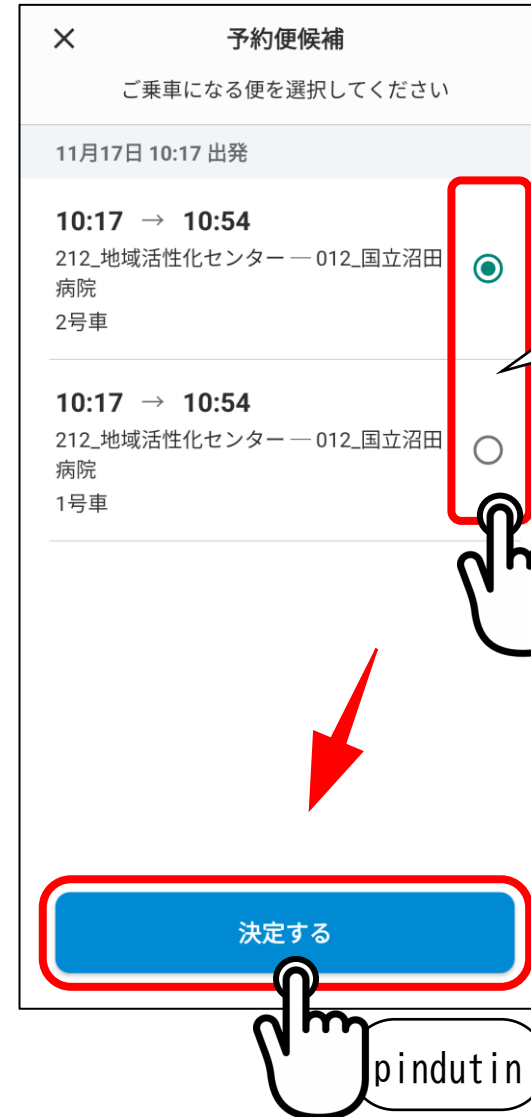 予約便候補
ご乗車になる便を選択してください
11月17日 10:17 出発
10:17 → 10:54
212_地域活性化センター ― 012_国立沼田
病院
2号車
10:17 → 10:54
212_地域活性化センター ― 012_国立沼田
病院
1号車
決定する
pindutin